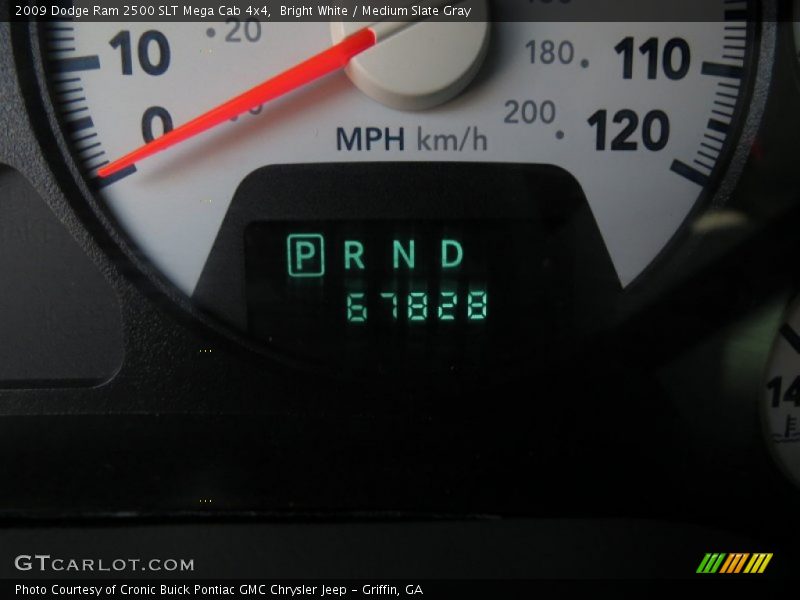 2009 Dodge Ram 2500 SLT Mega Cab 4x4,  Bright White / Medium Slate Gray
10
20
180
110
0
200
120
MPH km/h
P R N D
67828
14
GTCARLOT.COM
Photo Courtesy of Cronic Buick Pontiac GMC Chrysler Jeep - Griffin, GA